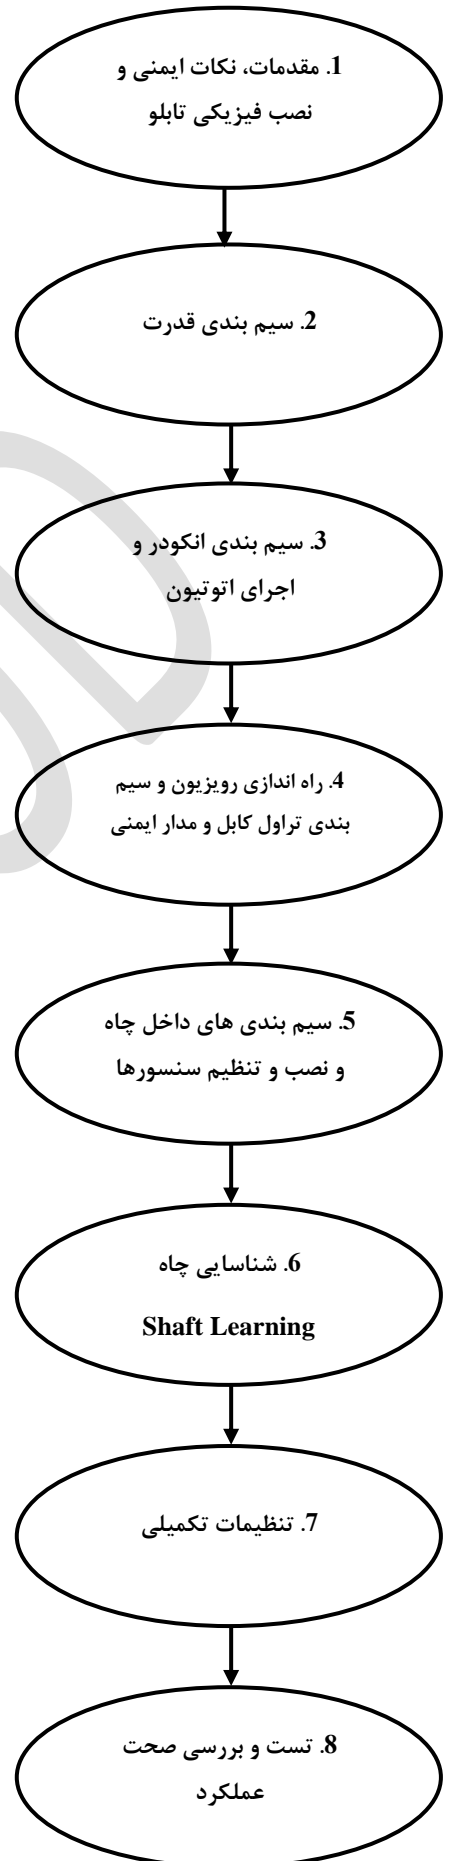 1. مقدمات، نکات ایمنی و
نصب فیزیکی تابلو
2. سیم بندی قدرت
3. سیم بندی انکودر و
اجرای اتوتیون
4. راه اندازی رویزیون و سیم
بندی تراول کابل و مدار ایمنی
5. سیم بندی های داخل چاه
و نصب و تنظیم سنسورها
6. شناسایی چاه
Shaft Learning
7. تنظیمات تکمیلی
8. تست و بررسی صحت
عملکرد